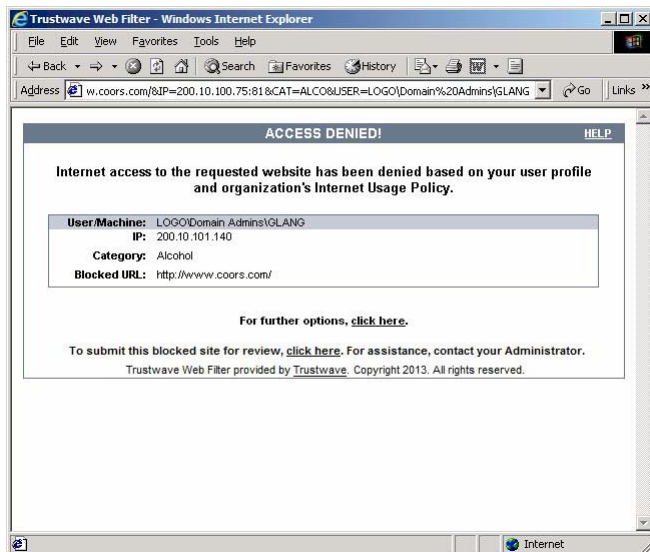 Trustwave Web Filter - Windows Internet Explorer
File Edit View Favorites Tools Help
Back Search Favorites History
Address w.coors.com/&IP=200.10.100.75:81&CAT=ALCO&USER=LOGO\Domain%20Admins\GLANG Go Links »
ACCESS DENIED! HELP
Internet access to the requested website has been denied based on your user profile
and organization's Internet Usage Policy.
User/Machine: LOGO\Domain Admins\GLANG
IP: 200.10.101.140
Category: Alcohol
Blocked URL: http://www.coors.com/
For further options, click here.
To submit this blocked site for review, click here. For assistance, contact your Administrator.
Trustwave Web Filter provided by Trustwave. Copyright 2013. All rights reserved.
Internet